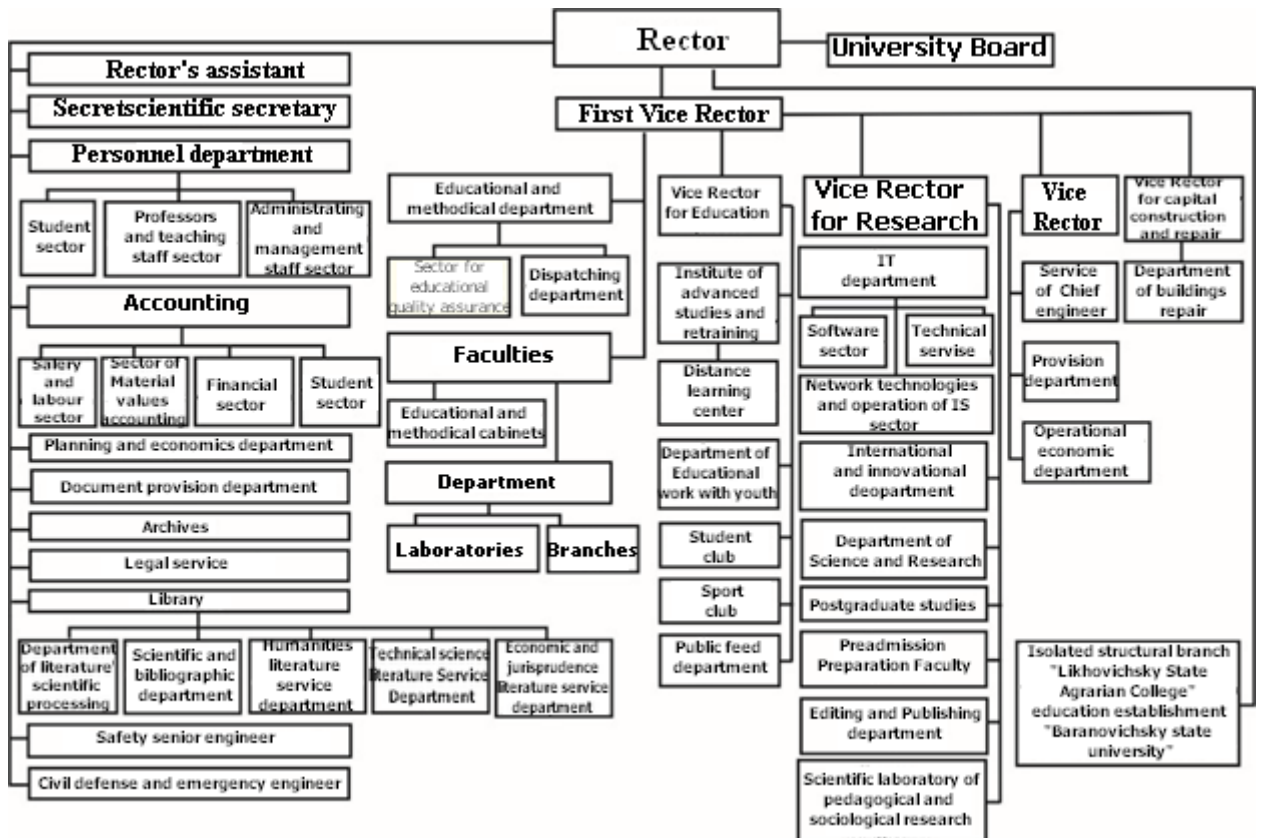 Rector
University Board
Rector's assistant
Secretscientific secretary
First Vice Rector
Personnel department
Student
sector
Professors
and teaching
staff sector
Administrating
and
management
staff sector
Accounting
Salery
and
labour
sector
Sector of
Material
values
accounting
Financial
sector
Student
sector
Planning and economics department
Document provision department
Archives
Legal service
Library
Department
of literature'
scientific
processing
Scientific and
bibliographic
department
Humanities
literature
service
department
Technical science
literature Service
Department
Economic and
jurisprudence
literature service
department
Safety senior engineer
Civil defense and emergency engineer
Educational and
methodical department
Sector for
educational
quality assurance
Dispatching
department
Faculties
Educational and
methodical cabinets
Department
Laboratories
Branches
Vice Rector
for Education
Institute of
advanced
studies and
retraining
Distance
learning
center
Department of
Educational
work with youth
Student
club
Sport
club
Public feed
department
Vice Rector
for Research
IT
department
Software
sector
Technical
servise
Network technologies
and operation of IS
sector
International
and innovational
deopartment
Department of
Science and Research
Postgraduate studies
Preadmission
Preparation Faculty
Editing and Publishing
department
Scientific laboratory of
pedagogical and
sociological research
Vice
Rector
Service
of Chief
engineer
Provision
department
Operational
economic
department
Vice Rector
for capital
construction
and repair
Department
of buildings
repair
Isolated structural branch
"Likhovichsky State
Agrarian College"
education establishment
"Baranovichsky state
university"